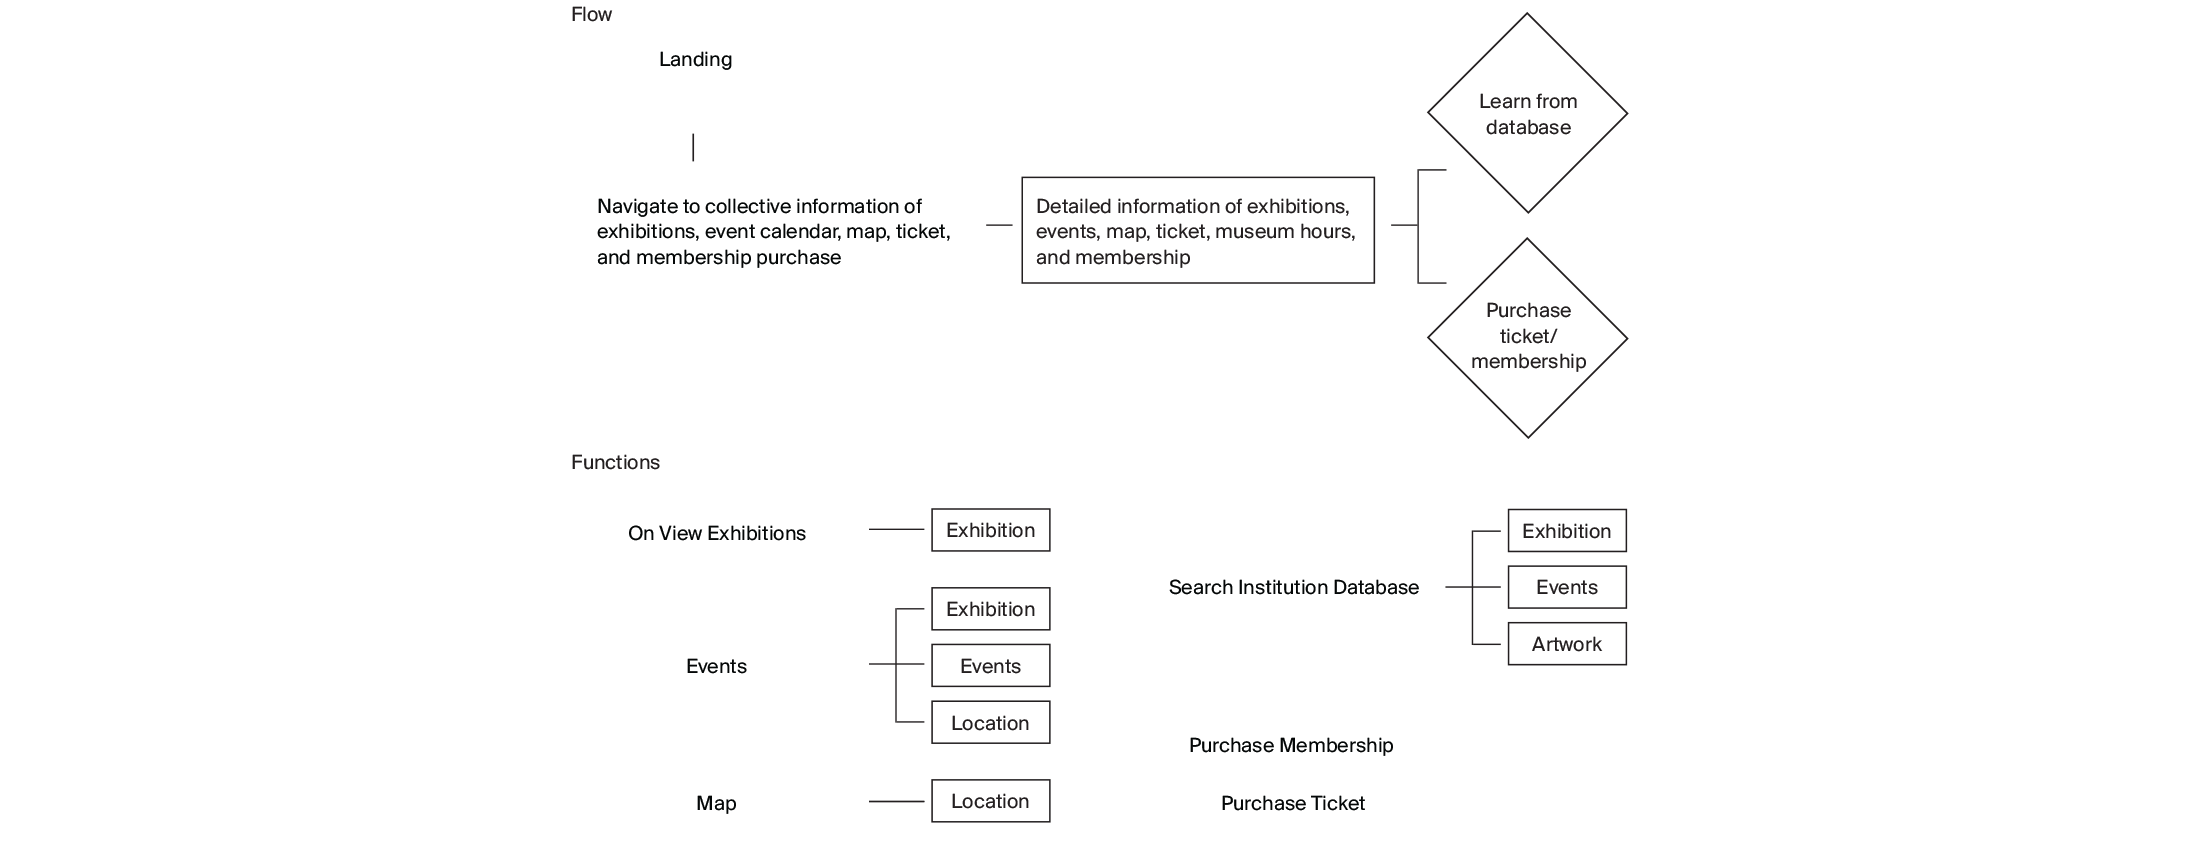 Flow
Landing
Navigate to collective information of
exhibitions, event calendar, map, ticket,
and membership purchase
Detailed information of exhibitions,
events, map, ticket, museum hours,
and membership
Learn from
database
Purchase
ticket/
membership
Functions
On View Exhibitions
Exhibition
Events
Exhibition
Events
Location
Map
Location
Search Institution Database
Exhibition
Events
Artwork
Purchase Membership
Purchase Ticket